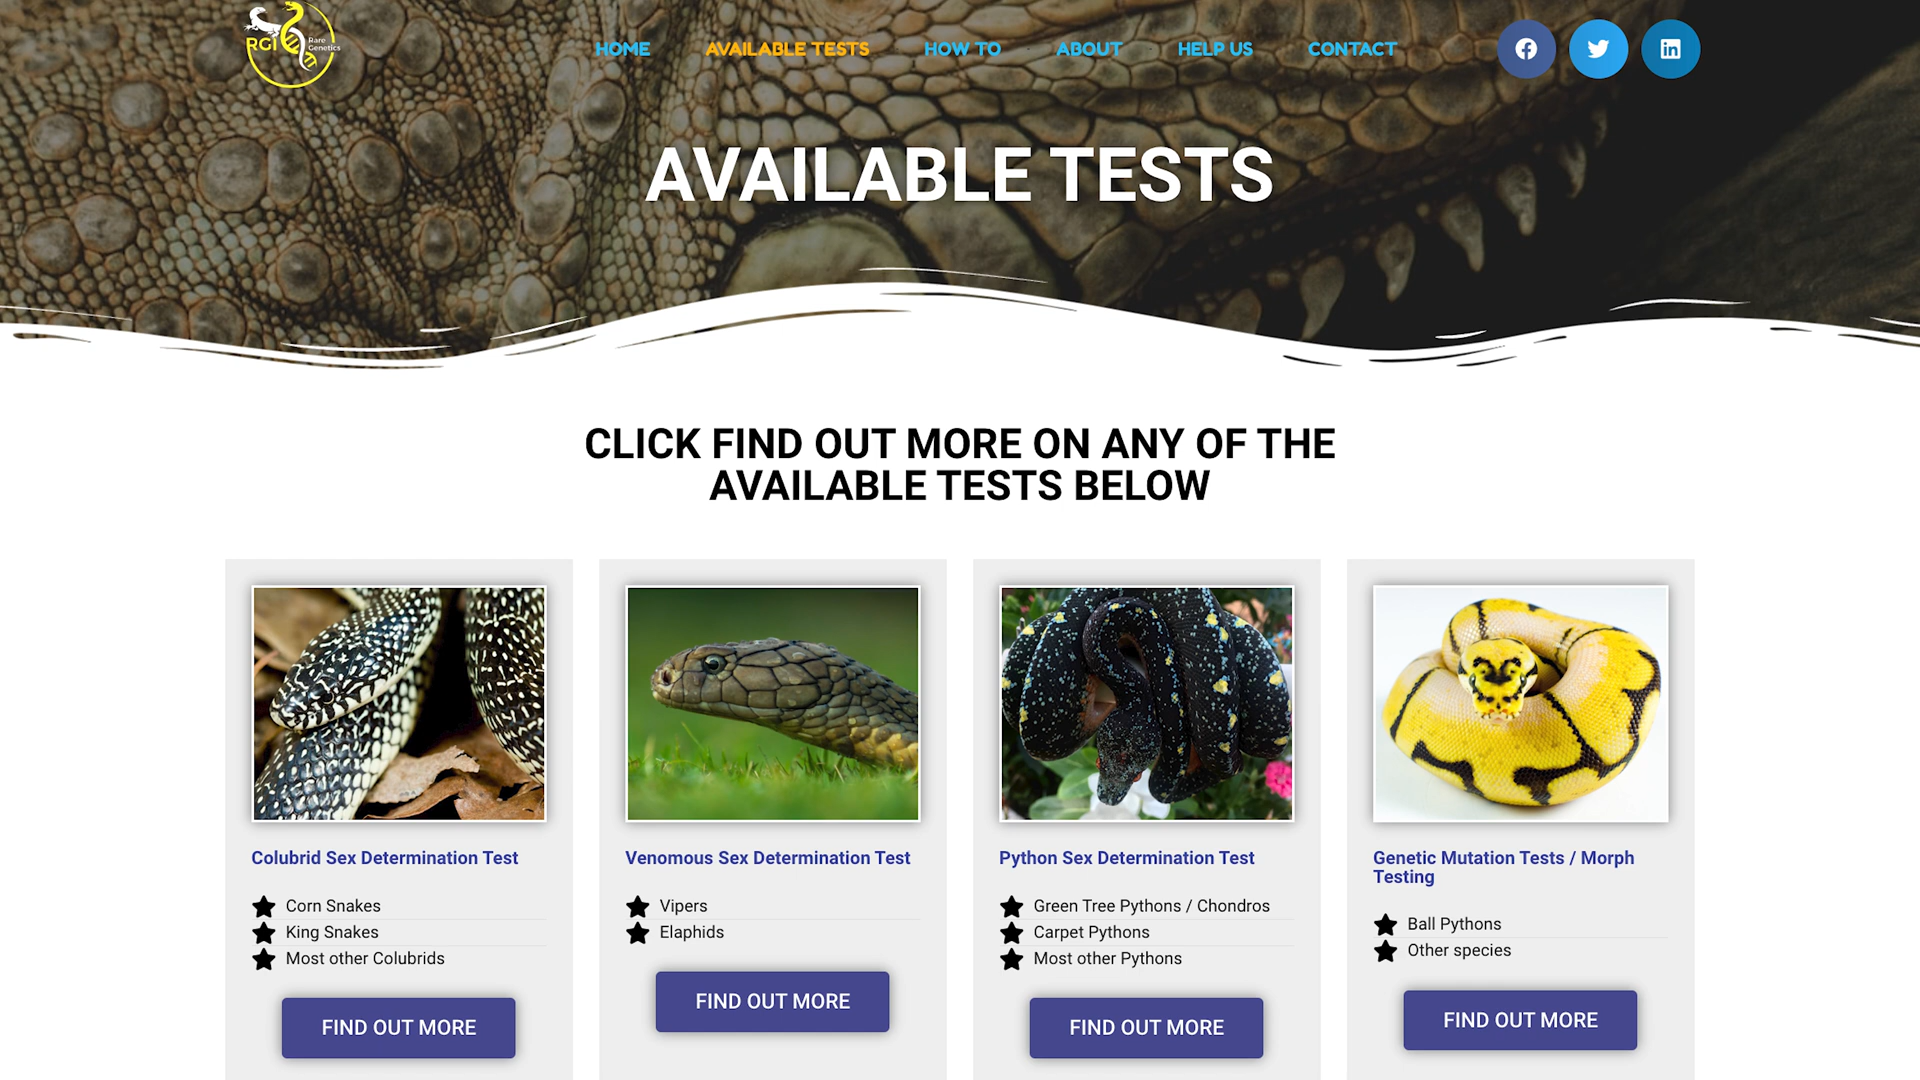 RGI Rare
Genetics
HOME AVAILABLE TESTS HOW TO ABOUT HELP US CONTACT
AVAILABLE TESTS
CLICK FIND OUT MORE ON ANY OF THE
AVAILABLE TESTS BELOW
Colubrid Sex Determination Test
Corn Snakes
King Snakes
Most other Colubrids
FIND OUT MORE
Venomous Sex Determination Test
Vipers
Elaphids
FIND OUT MORE
Python Sex Determination Test
Green Tree Pythons / Chondros
Carpet Pythons
Most other Pythons
FIND OUT MORE
Genetic Mutation Tests / Morph
Testing
Ball Pythons
Other species
FIND OUT MORE